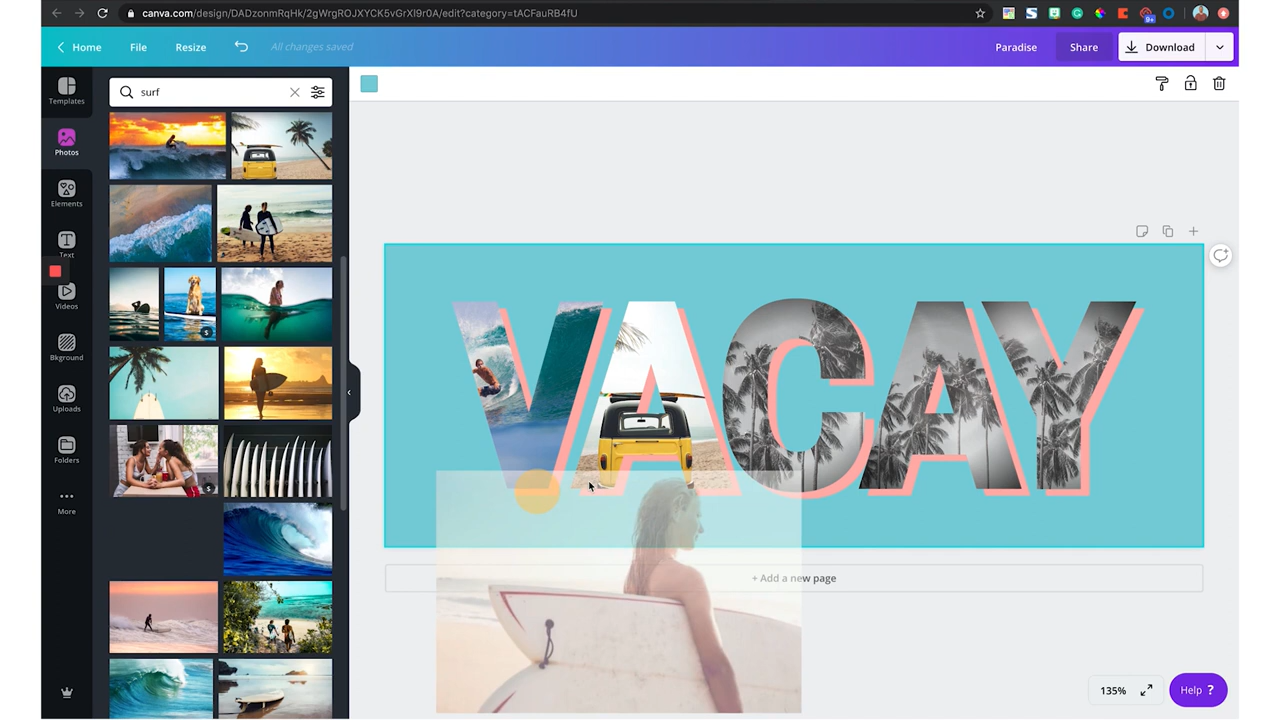 canva.com/design/DADzonmRqHk/2gWrgROJXYCK5vGrXI9r0A/edit?category=tACFauRB4fU
9+
Home
File
Resize
All changes saved
Paradise
Share
Download
Templates
surf
Photos
Elements
Text
Videos
Bkground
Uploads
Folders
More
$
$
VACAY
+ Add a new page
135%
Help ?